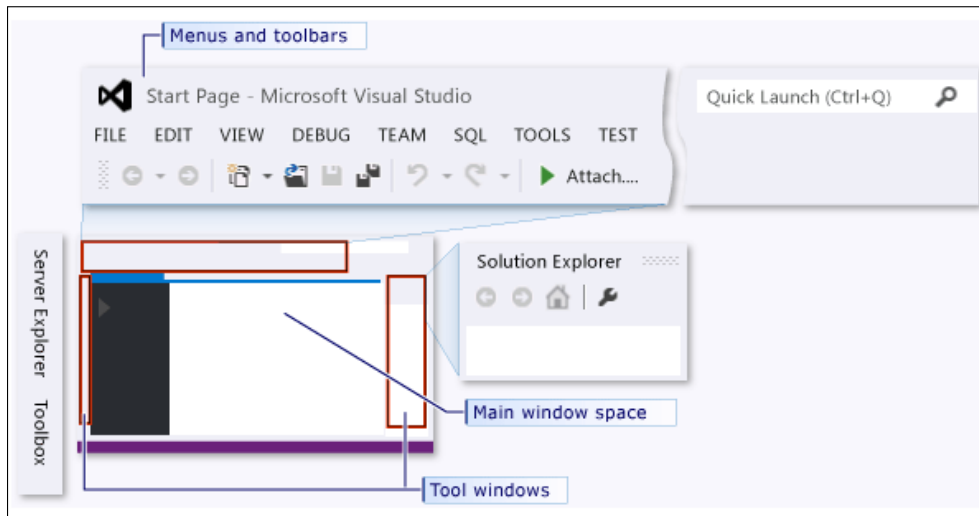 Menus and toolbars
Start Page - Microsoft Visual Studio
Quick Launch (Ctrl+Q)
FILE EDIT VIEW DEBUG TEAM SQL TOOLS TEST
Attach....
Server Explorer
Toolbox
Solution Explorer
Main window space
Tool windows